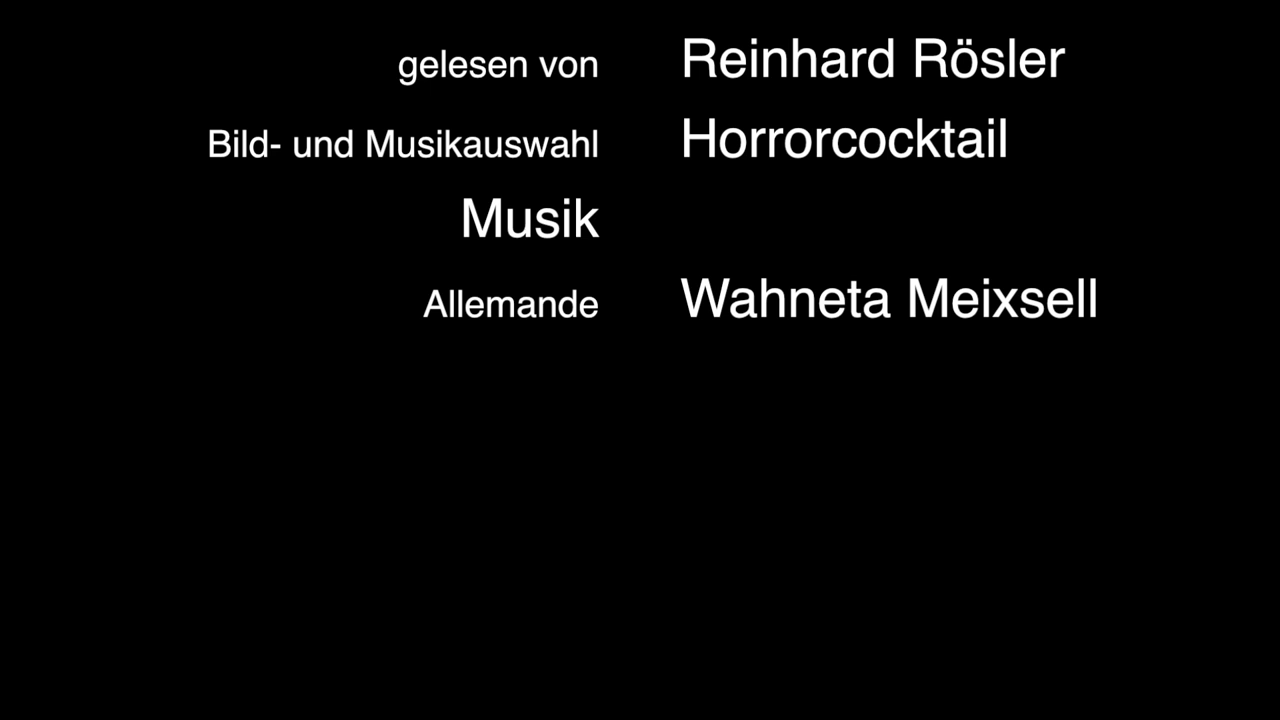 gelesen von Reinhard Rösler
Bild- und Musikauswahl Horrorcocktail
Musik
Allemande Wahneta Meixsell